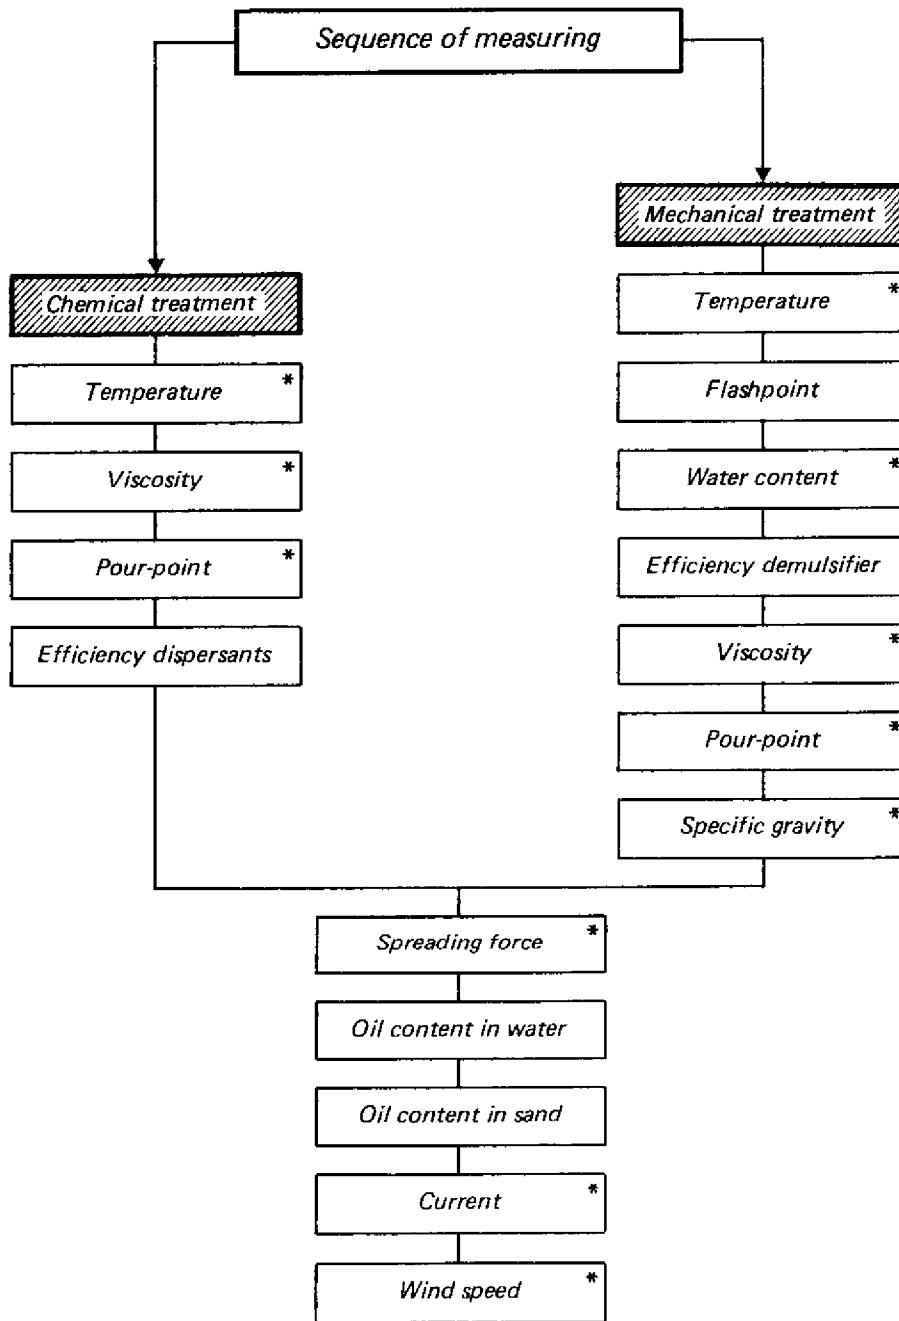 Sequence of measuring
Chemical treatment
Temperature *
Viscosity *
Pour-point *
Efficiency dispersants
Mechanical treatment
Temperature *
Flashpoint
Water content *
Efficiency demulsifier
Viscosity *
Pour-point *
Specific gravity *
Spreading force *
Oil content in water
Oil content in sand
Current *
Wind speed *